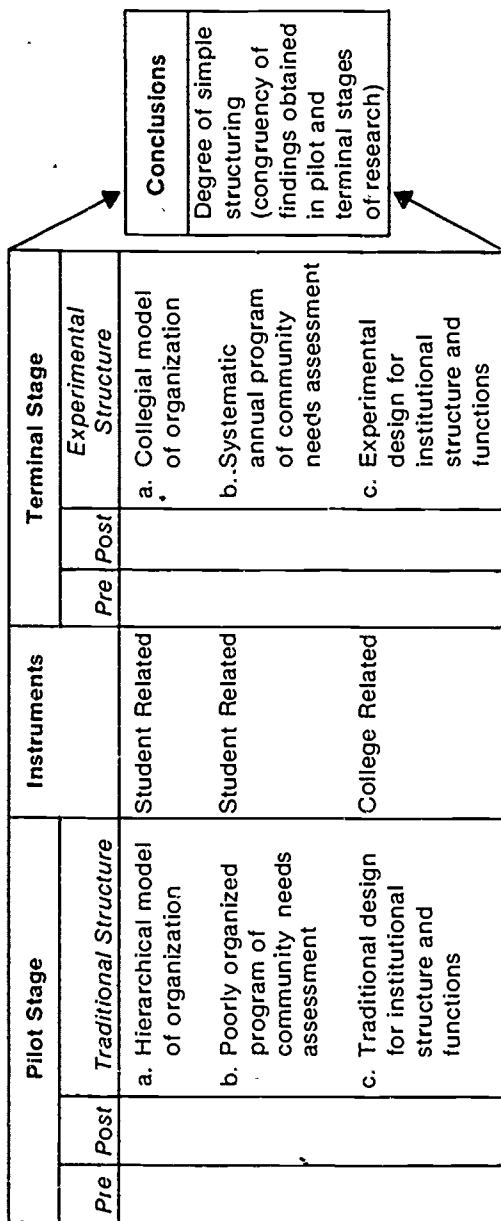 Pilot Stage
Pre Post Traditional Structure
a. Hierarchical model
of organization
b. Poorly organized
program of
community needs
assessment
c. Traditional design
for institutional
structure and
functions
Instruments
Student Related
Student Related
College Related
Terminal Stage
Pre Post Experimental
Structure
a. Collegial model
of organization
b..Systematic
annual program
of community
needs assessment
c. Experimental
design for
institutional
structure and
functions
Conclusions
Degree of simple
structuring
(congruency of
findings obtained
in pilot and
terminal stages
of research)